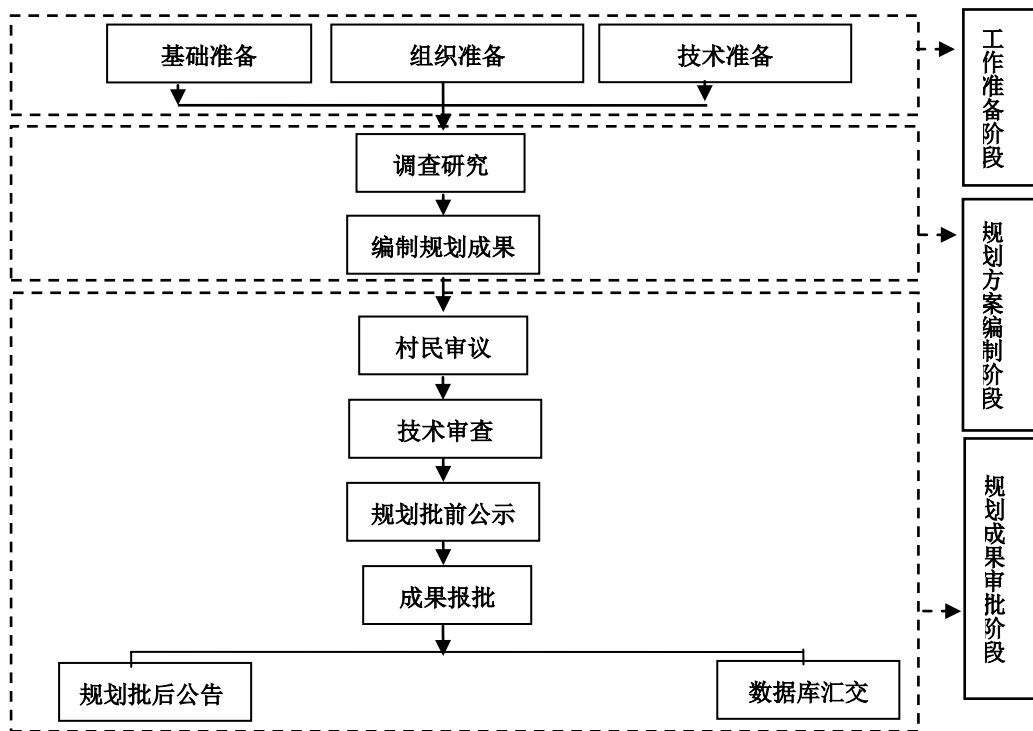 基础准备
组织准备
技术准备
工作准备阶段
调查研究
编制规划成果
规划方案编制阶段
村民审议
技术审查
规划批前公示
成果报批
规划批后公告
数据库汇交
规划成果审批阶段